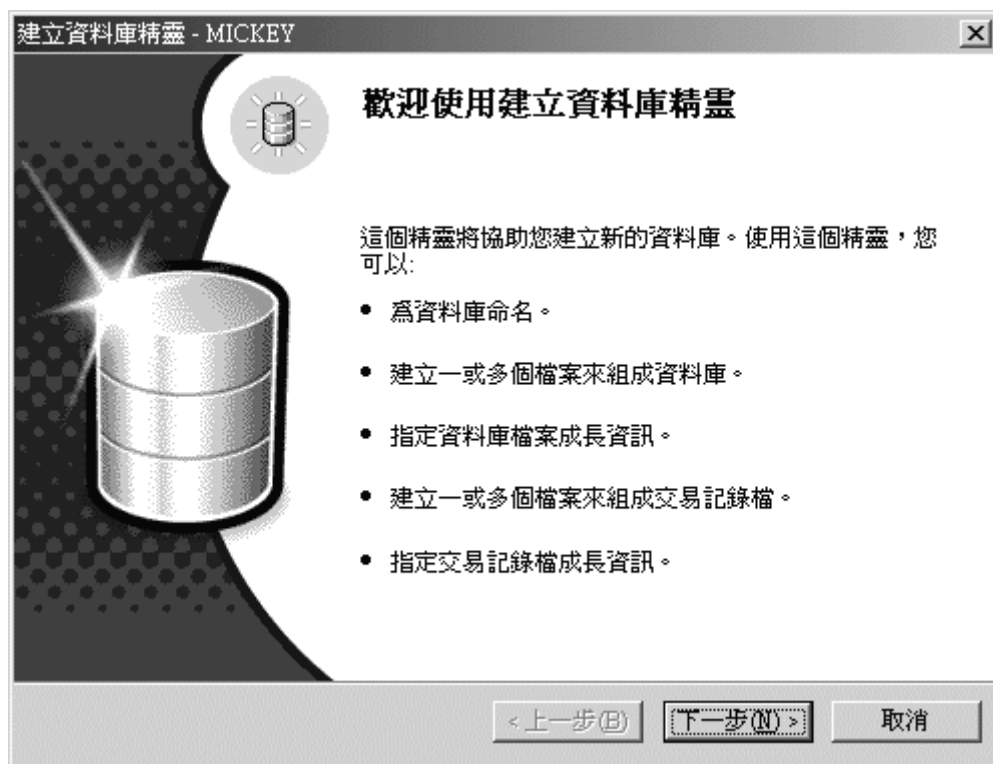 建立資料庫精靈 - MICKEY
歡迎使用建立資料庫精靈
這個精靈將協助您建立新的資料庫。使用這個精靈，您
可以:
• 爲資料庫命名。
• 建立一或多個檔案來組成資料庫。
• 指定資料庫檔案成長資訊。
• 建立一或多個檔案來組成交易記錄檔。
• 指定交易記錄檔成長資訊。
<上一步(B) 下一步(N)> 取消